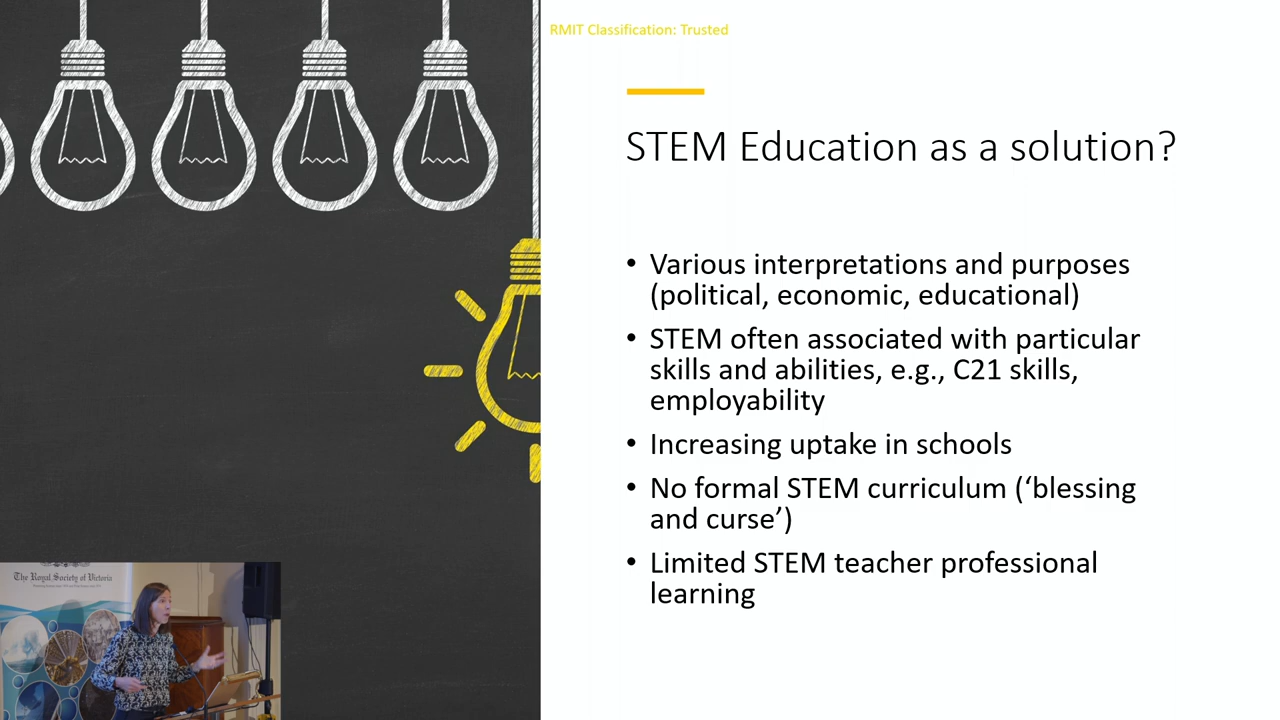 RMIT Classification: Trusted
STEM Education as a solution?
• Various interpretations and purposes
(political, economic, educational)
• STEM often associated with particular
skills and abilities, e.g., C21 skills,
employability
• Increasing uptake in schools
• No formal STEM curriculum (‘blessing
and curse’)
• Limited STEM teacher professional
learning
The Royal Society of Victoria